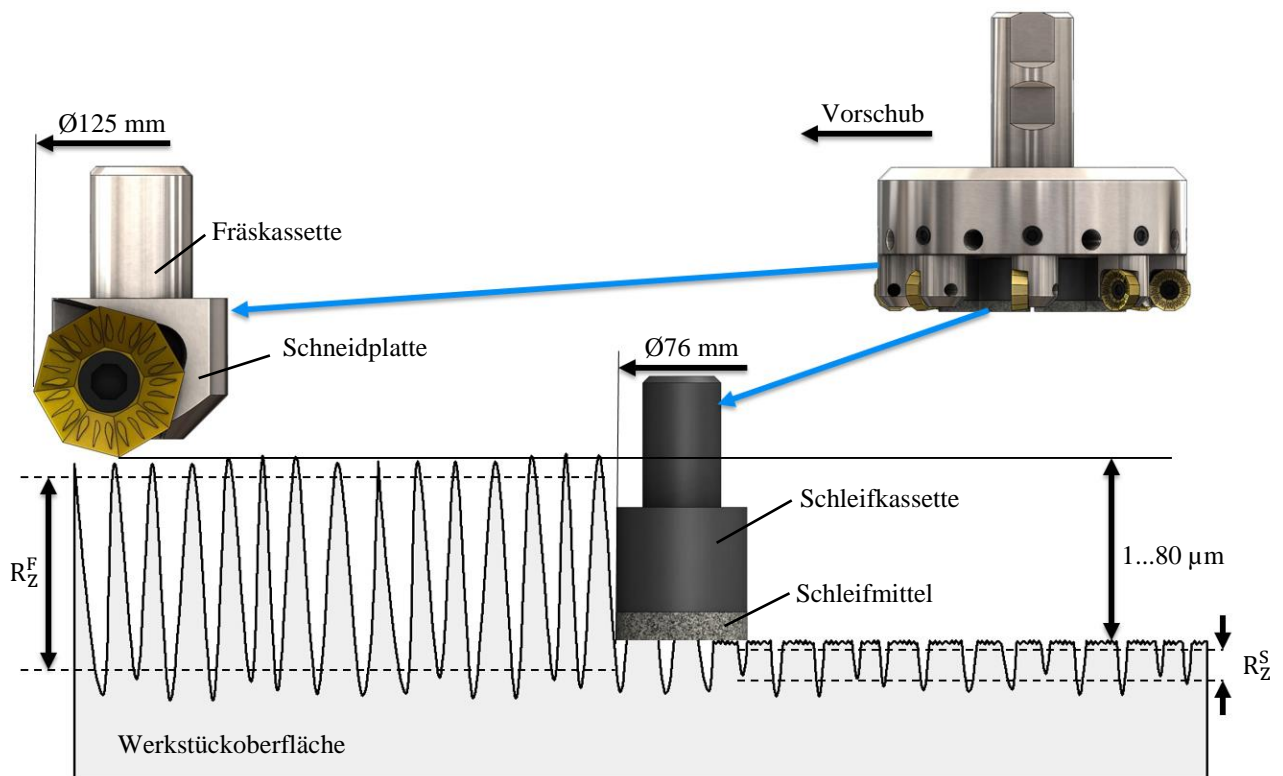 Ø125 mm
Vorschub
Fräskassette
Schneidplatte
Ø76 mm
Schleifkassette
1...80 µm
R_Z^F
Schleifmittel
R_Z^S
Werkstückoberfläche